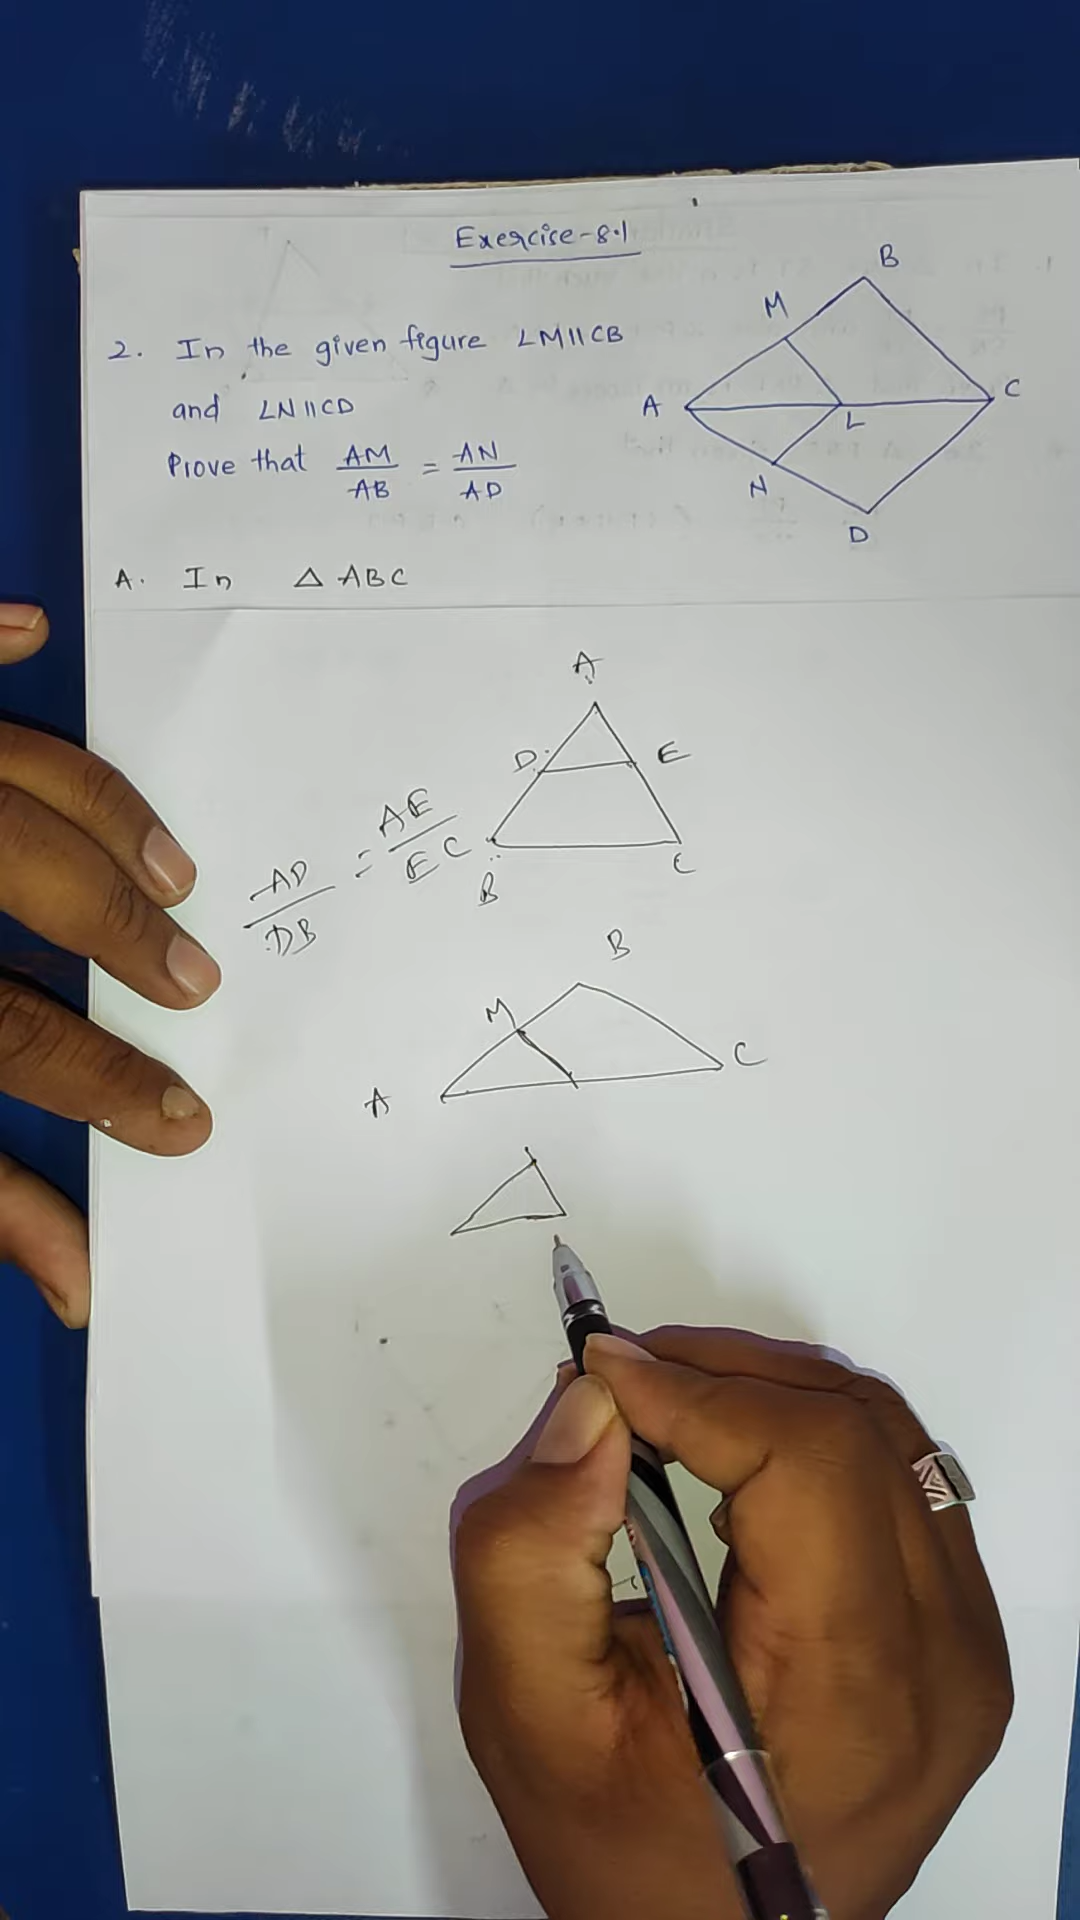 Exercise-8.1
2. In the given figure LM||CB
and LN||CD
Prove that AM/AB = AN/AD
B
M
A
C
L
N
D
A. In △ ABC
A
D
E
B
C
AD/DB = AE/EC
B
M
A
C